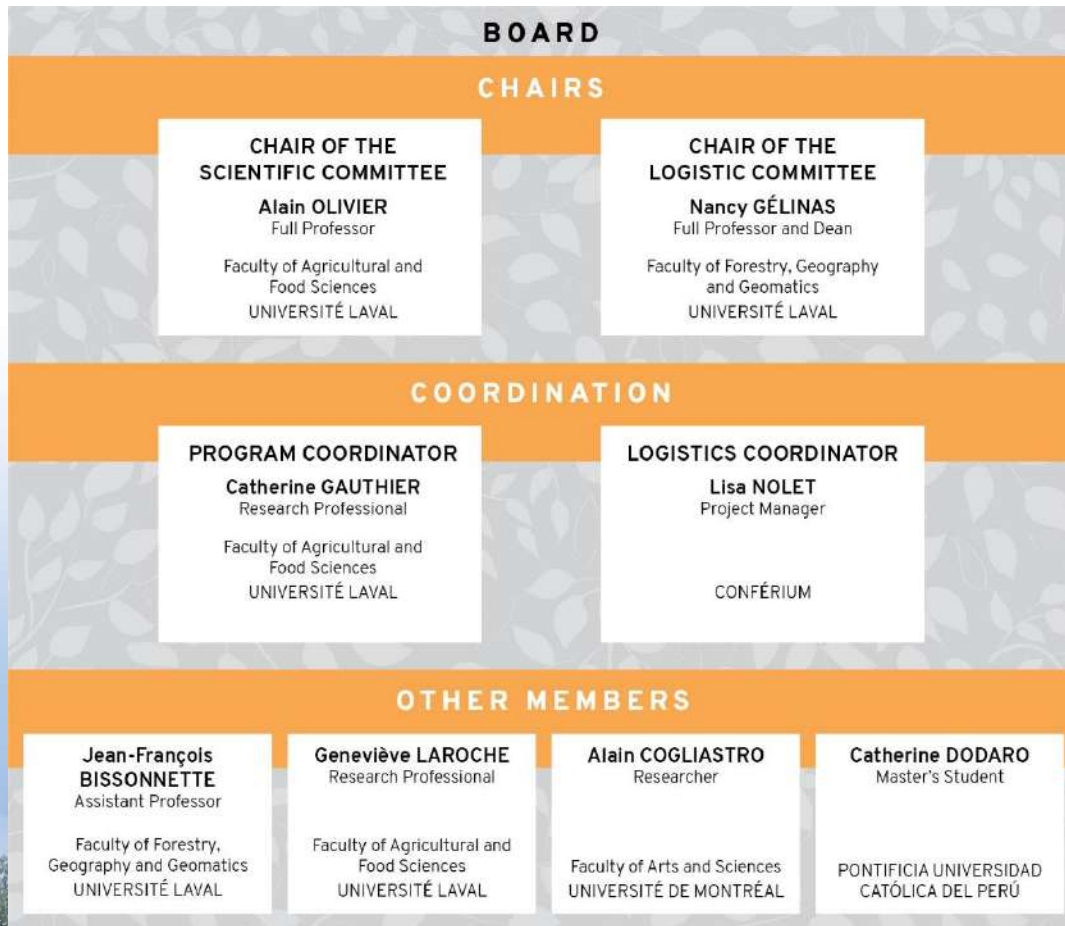 BOARD
CHAIRS
CHAIR OF THE
SCIENTIFIC COMMITTEE
Alain OLIVIER
Full Professor
Faculty of Agricultural and
Food Sciences
UNIVERSITÉ LAVAL
CHAIR OF THE
LOGISTIC COMMITTEE
Nancy GÉLINAS
Full Professor and Dean
Faculty of Forestry, Geography
and Geomatics
UNIVERSITÉ LAVAL
COORDINATION
PROGRAM COORDINATOR
Catherine GAUTHIER
Research Professional
Faculty of Agricultural and
Food Sciences
UNIVERSITÉ LAVAL
LOGISTICS COORDINATOR
Lisa NOLET
Project Manager
CONFÉRIUM
OTHER MEMBERS
Jean-François
BISSONNETTE
Assistant Professor
Faculty of Forestry,
Geography and Geomatics
UNIVERSITÉ LAVAL
Geneviève LAROCHE
Research Professional
Faculty of Agricultural and
Food Sciences
UNIVERSITÉ LAVAL
Alain COGLIASTRO
Researcher
Faculty of Arts and Sciences
UNIVERSITÉ DE MONTRÉAL
Catherine DODARO
Master's Student
PONTIFICIA UNIVERSIDAD
CATÓLICA DEL PERÚ